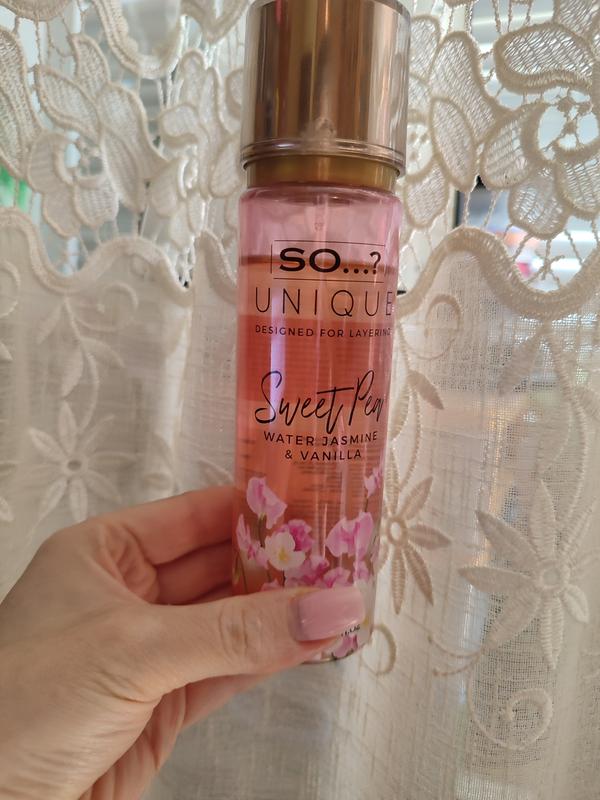 SO...?
UNIQUE
DESIGNED FOR LAYERING
Sweet Pea
WATER JASMINE
& VANILLA